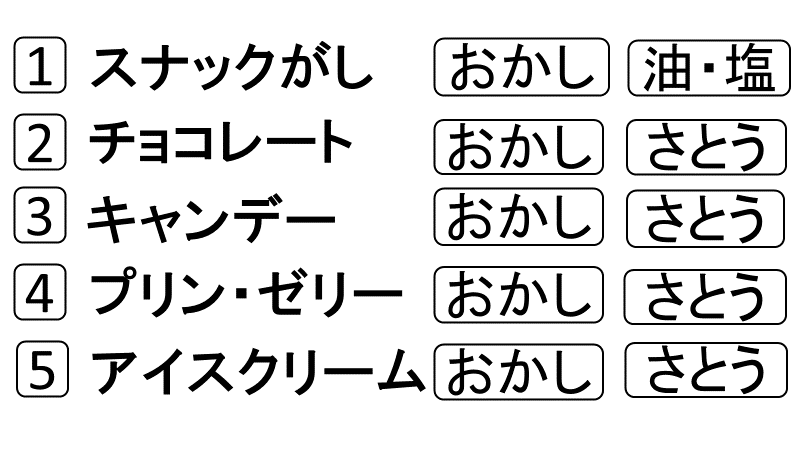 1 スナックがし おかし 油・塩
2 チョコレート おかし さとう
3 キャンデー おかし さとう
4 プリン・ゼリー おかし さとう
5 アイスクリーム おかし さとう